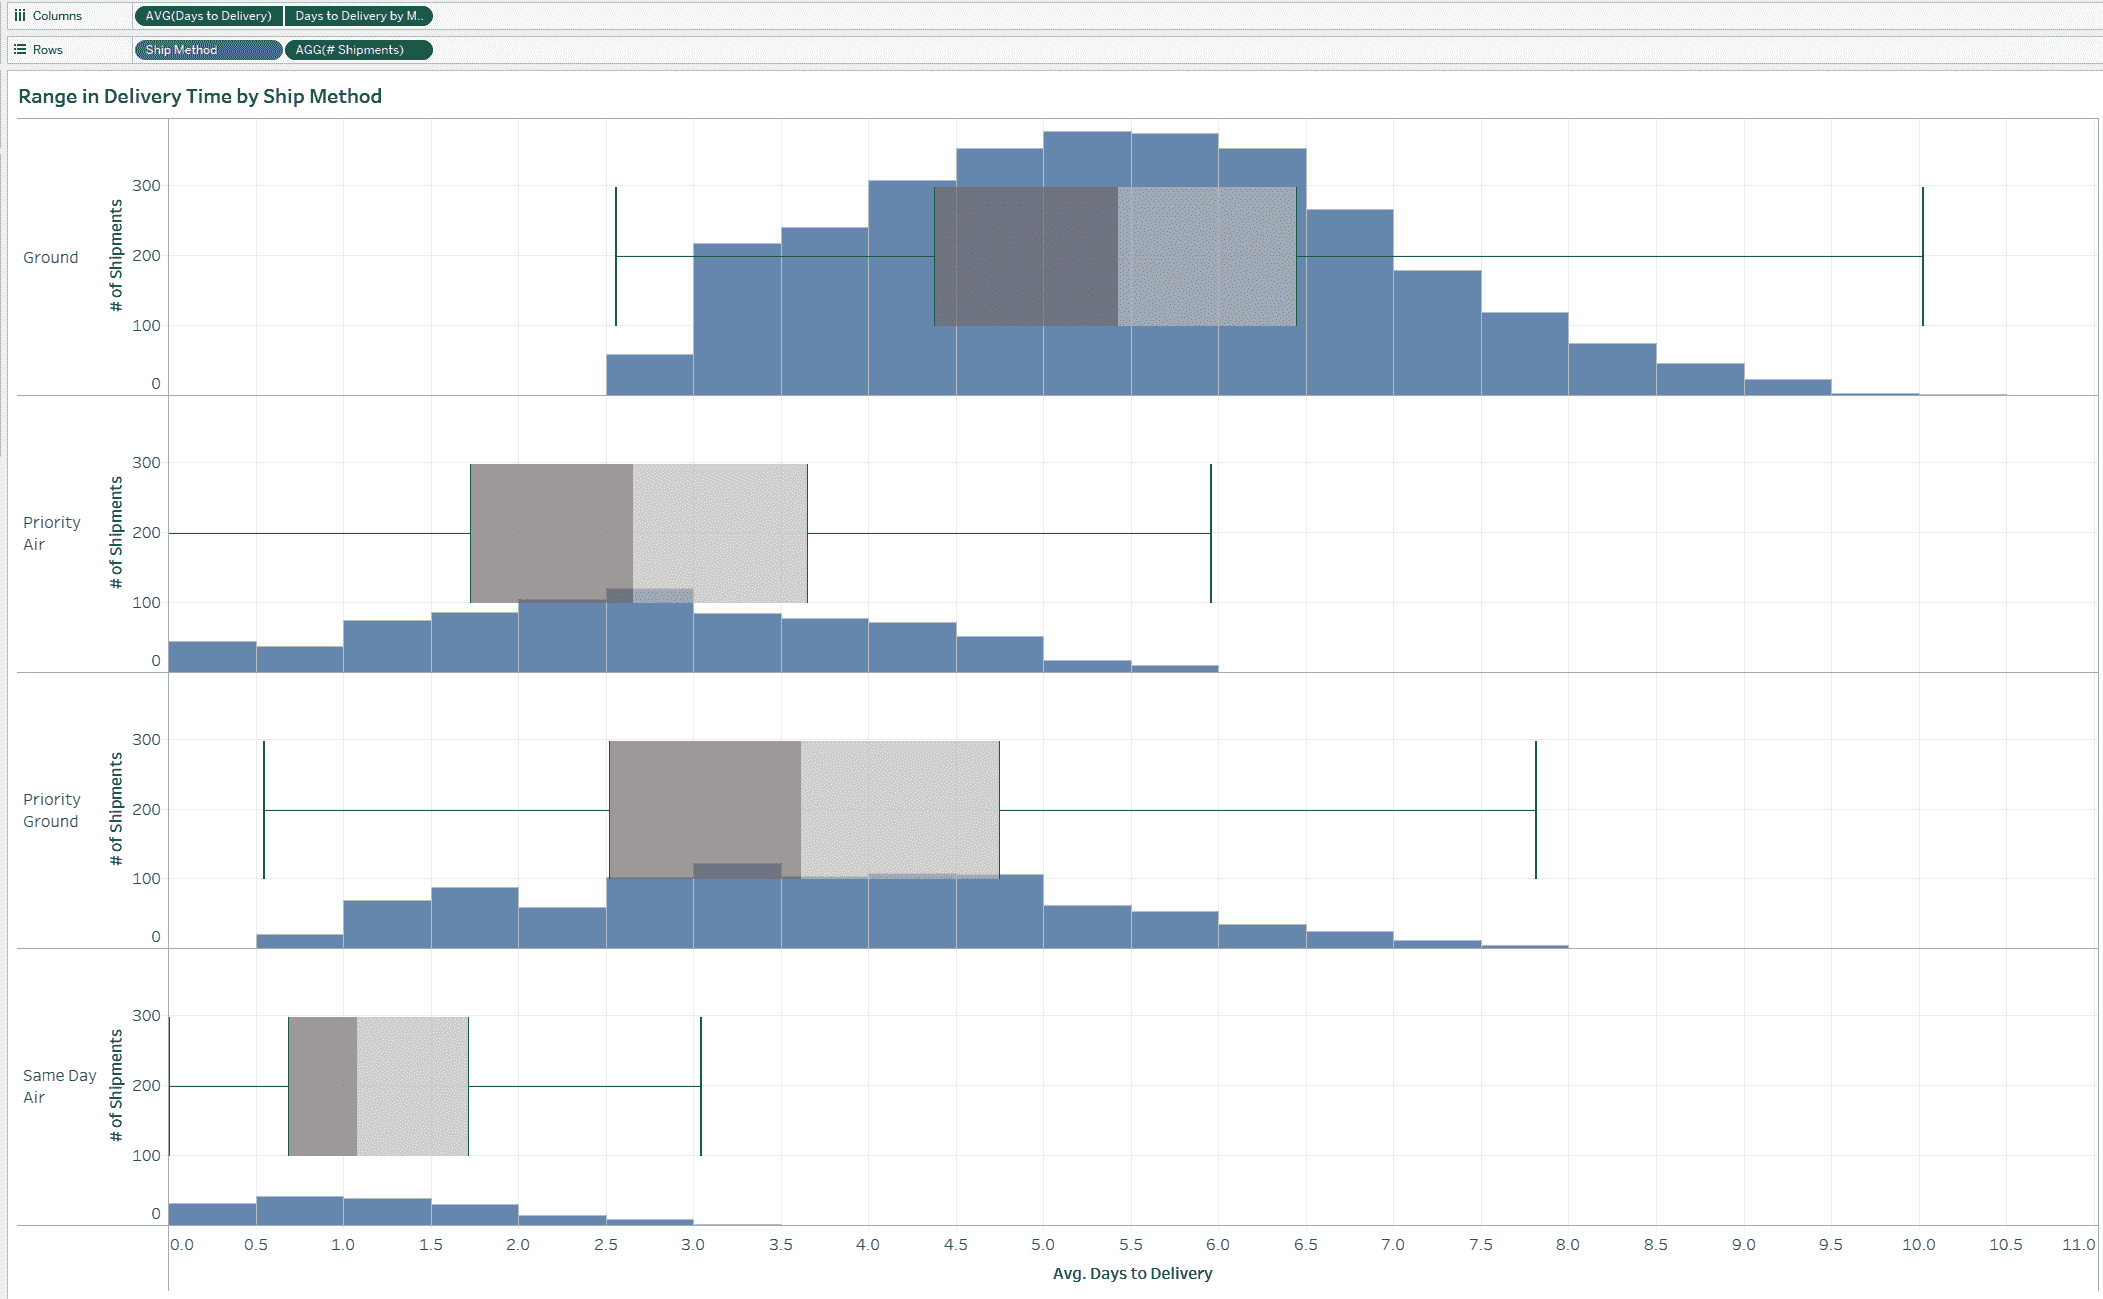 Columns AVG(Days to Delivery) Days to Delivery by M..
Rows Ship Method AGG(# Shipments)
Range in Delivery Time by Ship Method
Ground
# of Shipments
300
200
100
0
Priority
Air
# of Shipments
300
200
100
0
Priority
Ground
# of Shipments
300
200
100
0
Same Day
Air
# of Shipments
300
200
100
0
0.0 0.5 1.0 1.5 2.0 2.5 3.0 3.5 4.0 4.5 5.0 5.5 6.0 6.5 7.0 7.5 8.0 8.5 9.0 9.5 10.0 10.5 11.0
Avg. Days to Delivery